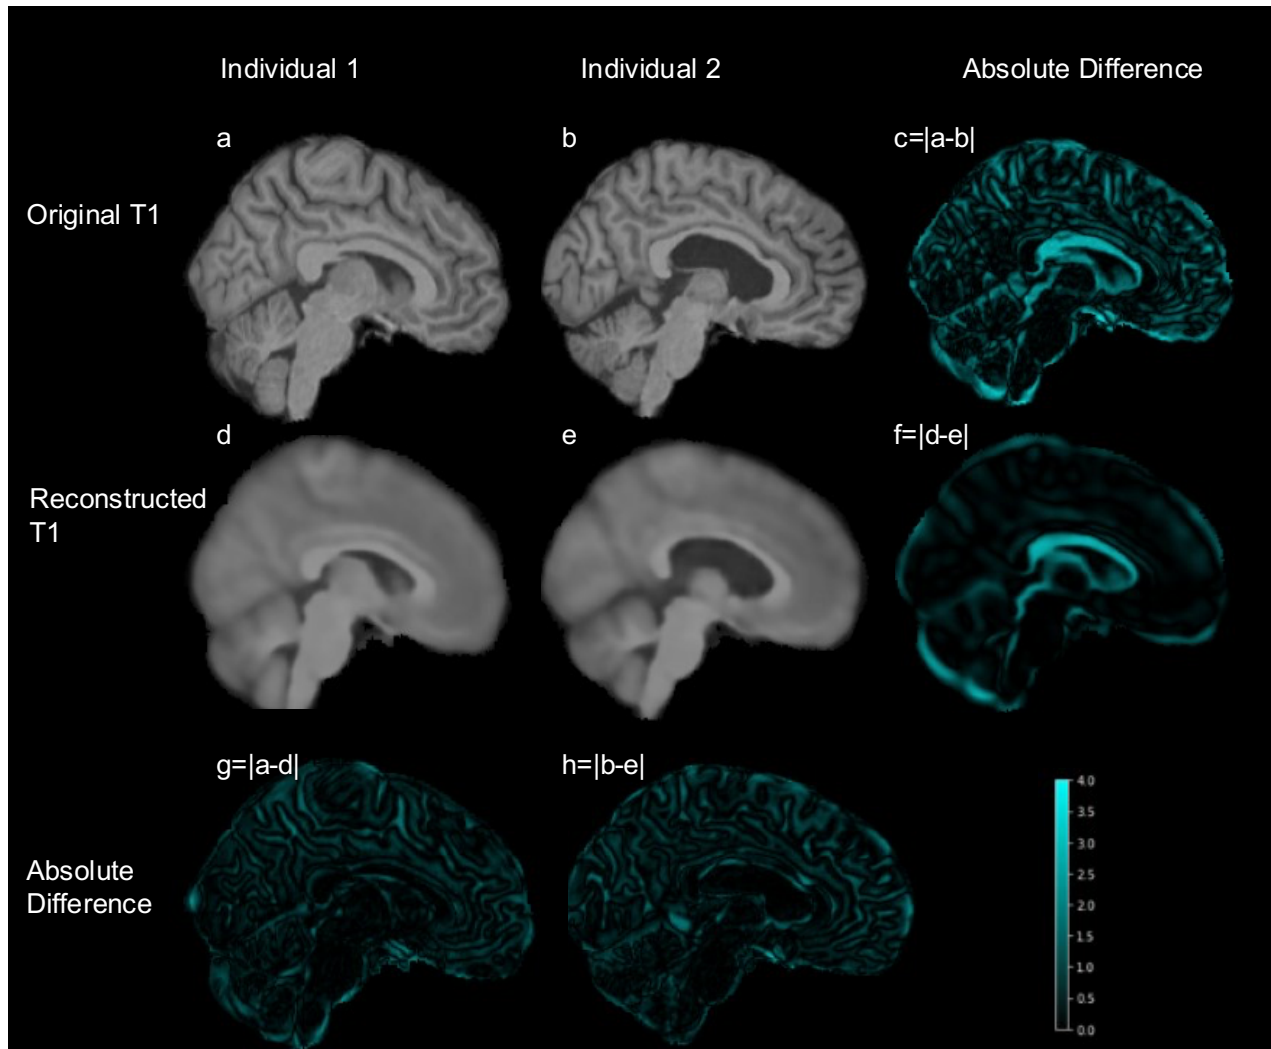 Individual 1
Individual 2
Absolute Difference
a
b
c=|a-b|
Original T1
d
e
f=|d-e|
Reconstructed
T1
g=|a-d|
h=|b-e|
Absolute
Difference
4.0
3.5
3.0
2.5
2.0
1.5
1.0
0.5
0.0